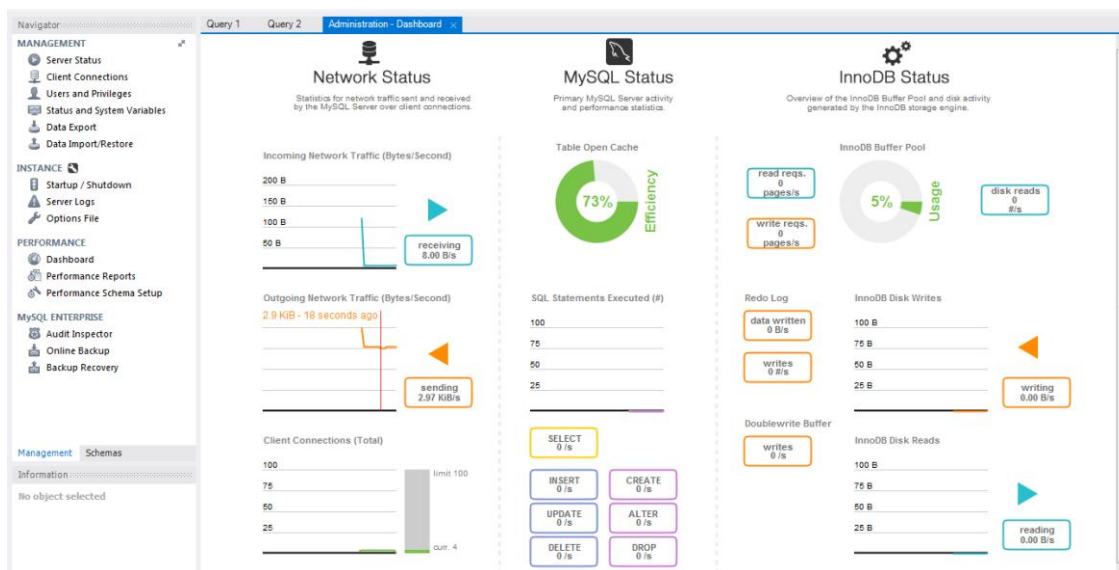 Navigator
MANAGEMENT
Server Status
Client Connections
Users and Privileges
Status and System Variables
Data Export
Data Import/Restore
INSTANCE
Startup / Shutdown
Server Logs
Options File
PERFORMANCE
Dashboard
Performance Reports
Performance Schema Setup
MySQL ENTERPRISE
Audit Inspector
Online Backup
Backup Recovery
Management Schemas
Information
No object selected
Query 1 Query 2 Administration - Dashboard ×
Network Status
Statistics for network traffic sent and received
by the MySQL Server over client connections.
Incoming Network Traffic (Bytes/Second)
200 B
150 B
100 B
50 B
receiving
8.00 B/s
Outgoing Network Traffic (Bytes/Second)
2.9 KiB - 18 seconds ago
sending
2.97 KiB/s
Client Connections (Total)
100
75
50
25
limit 100
curr. 4
MySQL Status
Primary MySQL Server activity
and performance statistics.
Table Open Cache
73%
Efficiency
SQL Statements Executed (#)
100
75
50
25
SELECT
0 /s
INSERT
0 /s
CREATE
0 /s
UPDATE
0 /s
ALTER
0 /s
DELETE
0 /s
DROP
0 /s
InnoDB Status
Overview of the InnoDB Buffer Pool and disk activity
generated by the InnoDB storage engine.
InnoDB Buffer Pool
read reqs.
0
pages/s
write reqs.
0
pages/s
5%
Usage
disk reads
0
#/s
Redo Log
data written
0 B/s
writes
0 #/s
Doublewrite Buffer
writes
0 /s
InnoDB Disk Writes
100 B
75 B
50 B
25 B
writing
0.00 B/s
InnoDB Disk Reads
100 B
75 B
50 B
25 B
reading
0.00 B/s